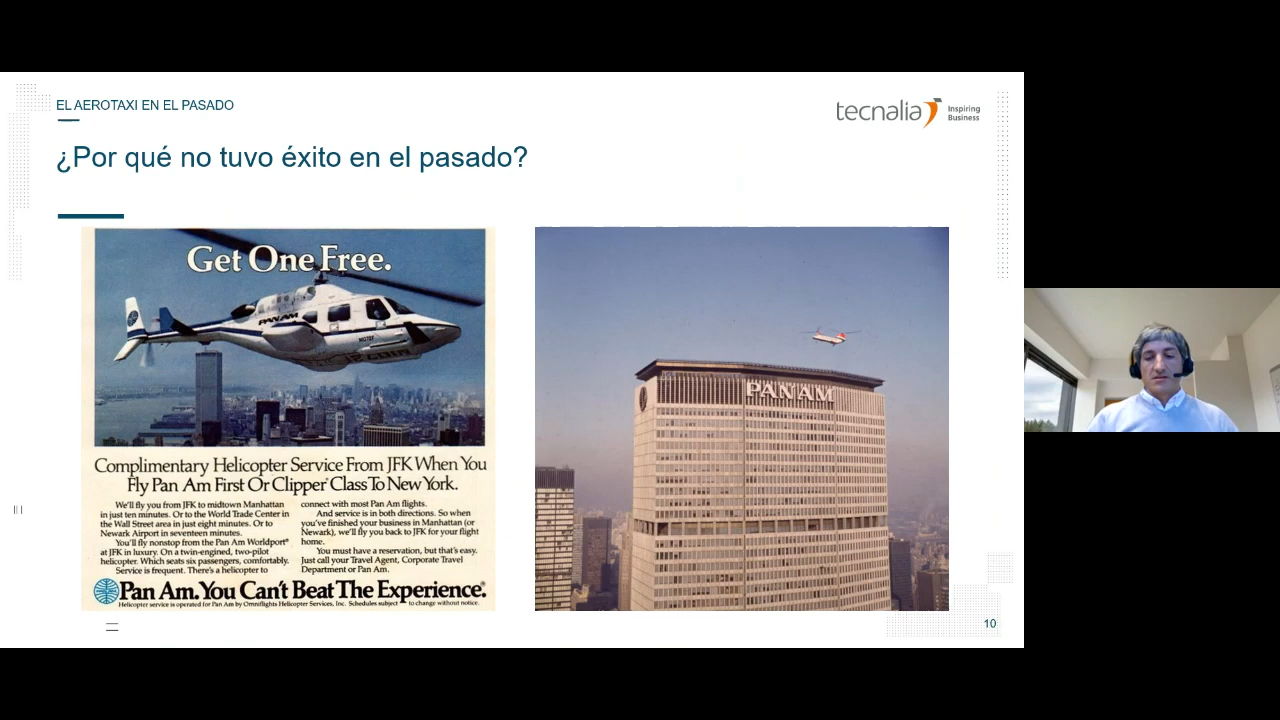 EL AEROTAXI EN EL PASADO
tecnalia Inspiring
Business
¿Por qué no tuvo éxito en el pasado?
Get One Free.
PAN AM
Complimentary Helicopter Service From JFK When You
Fly Pan Am First Or Clipper® Class To New York.
We'll fly you from JFK to midtown Manhattan
in just ten minutes. Or to the World Trade Center in
the Wall Street area in just eight minutes. Or to
Newark Airport in seventeen minutes.
You'll fly nonstop from the Pan Am Worldport®
at JFK in luxury. On a twin-engined, two-pilot
helicopter. Which seats six passengers, comfortably.
Service is frequent. There's a helicopter to
connect with most Pan Am flights.
And service is in both directions. So when
you've finished your business in Manhattan (or
Newark), we'll fly you back to JFK for your flight
home.
You must have a reservation, but that's easy.
Just call your Travel Agent, Corporate Travel
Department or Pan Am.
Pan Am. You Can't Beat The Experience.®
Helicopter service is operated for Pan Am by Omniflights Helicopter Services, Inc. Schedules subject to change without notice.
PAN AM
10